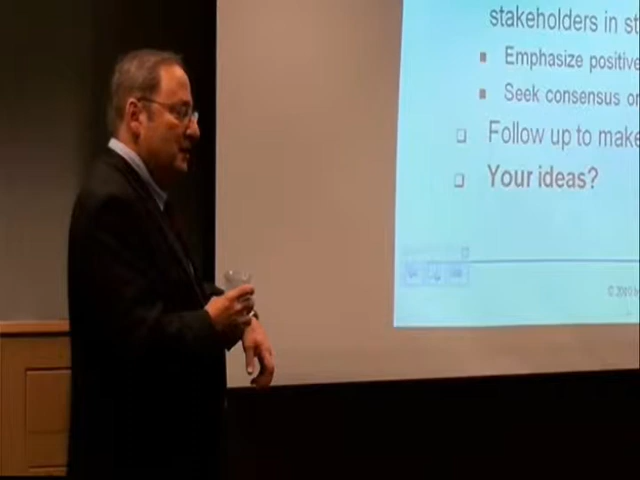 stakeholders in st
Emphasize positive
Seek consensus or
Follow up to make
Your ideas?